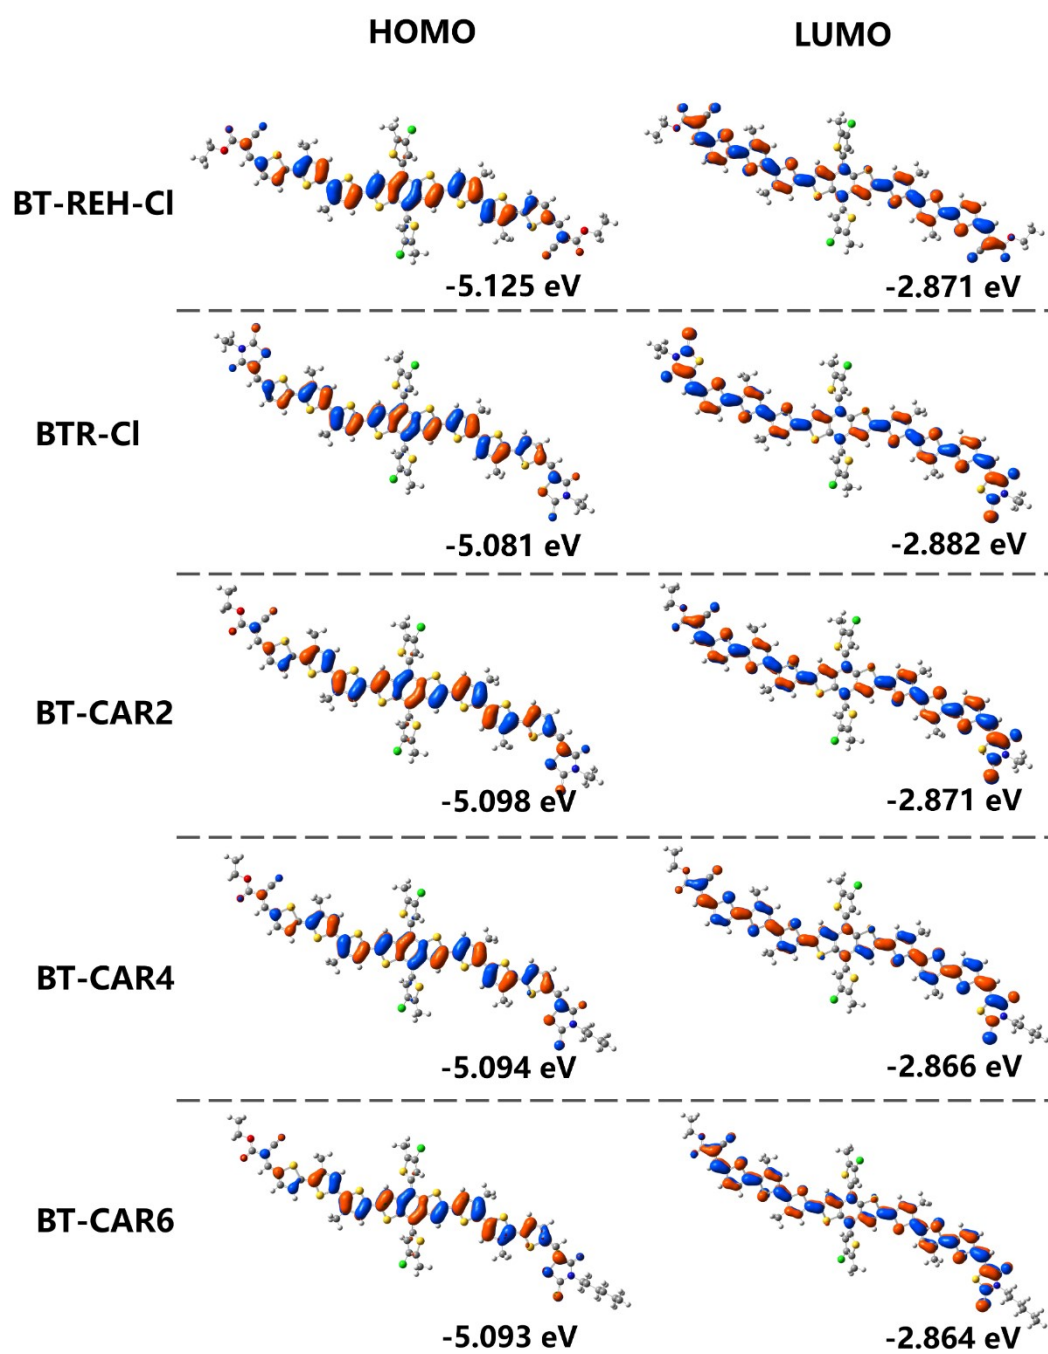 HOMO LUMO
BT-REH-Cl
-5.125 eV -2.871 eV
BTR-Cl
-5.081 eV -2.882 eV
BT-CAR2
-5.098 eV -2.871 eV
BT-CAR4
-5.094 eV -2.866 eV
BT-CAR6
-5.093 eV -2.864 eV